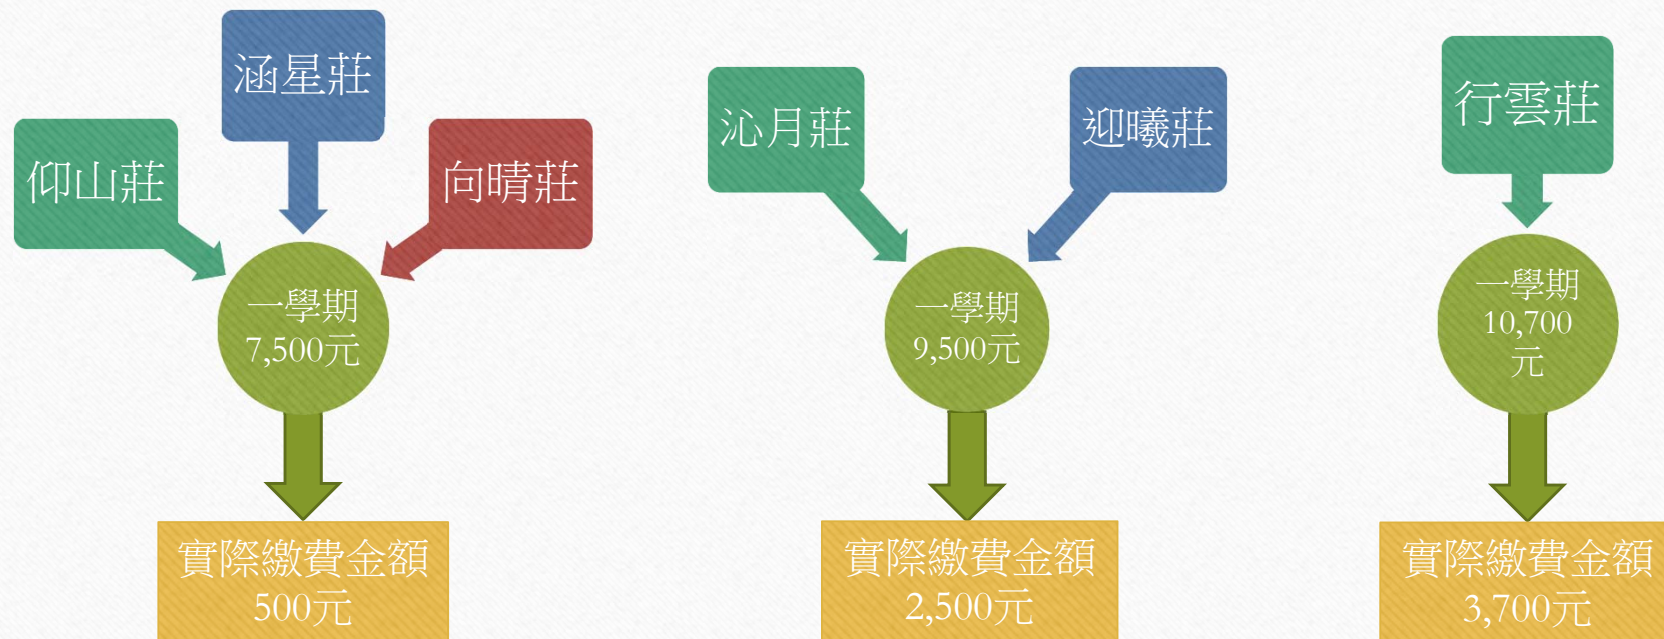 仰山莊
涵星莊
向晴莊
一學期
7,500元
實際繳費金額
500元
沁月莊
迎曦莊
一學期
9,500元
實際繳費金額
2,500元
行雲莊
一學期
10,700
元
實際繳費金額
3,700元